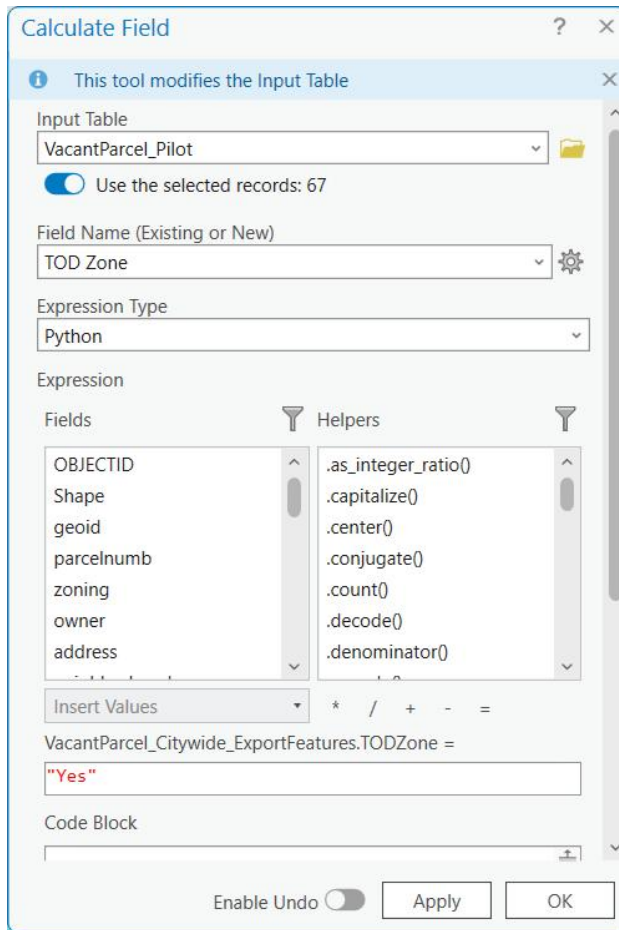 Calculate Field ? ×
This tool modifies the Input Table ×
Input Table
VacantParcel_Pilot
Use the selected records: 67
Field Name (Existing or New)
TOD Zone
Expression Type
Python
Expression
Fields
Helpers
OBJECTID
Shape
geoid
parcelnumb
zoning
owner
address
.as_integer_ratio()
.capitalize()
.center()
.conjugate()
.count()
.decode()
.denominator()
Insert Values
* / + - =
VacantParcel_Citywide_ExportFeatures.TODZone =
"Yes"
Code Block
Enable Undo
Apply
OK